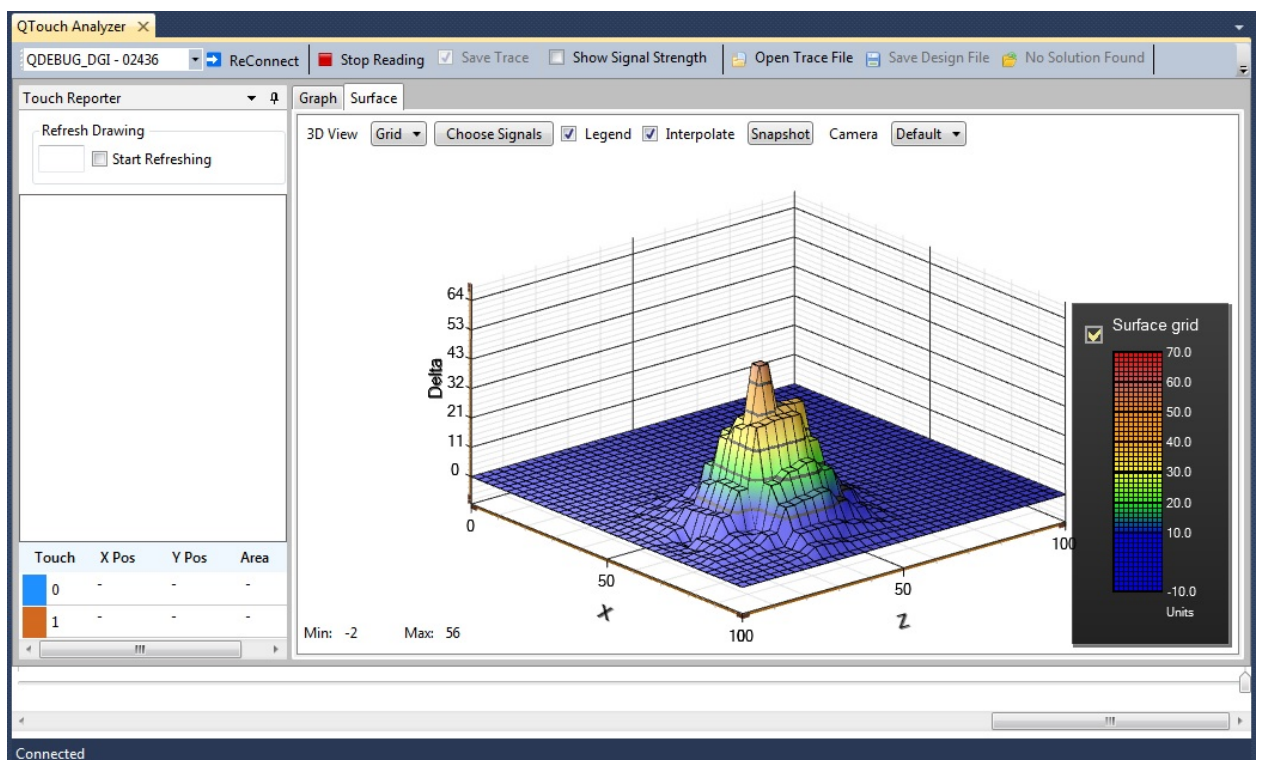 QTouch Analyzer
QDEBUG_DGI - 02436 ReConnect Stop Reading Save Trace Show Signal Strength Open Trace File Save Design File No Solution Found
Touch Reporter
Graph Surface
Refresh Drawing
Start Refreshing
3D View Grid Choose Signals Legend Interpolate Snapshot Camera Default
64
53
43
32
21
11
0
Delta
0
50
100
X
50
100
Z
Surface grid
70.0
60.0
50.0
40.0
30.0
20.0
10.0
-10.0
Units
Min: -2 Max: 56
Touch X Pos Y Pos Area
0 - - -
1 - - -
Connected